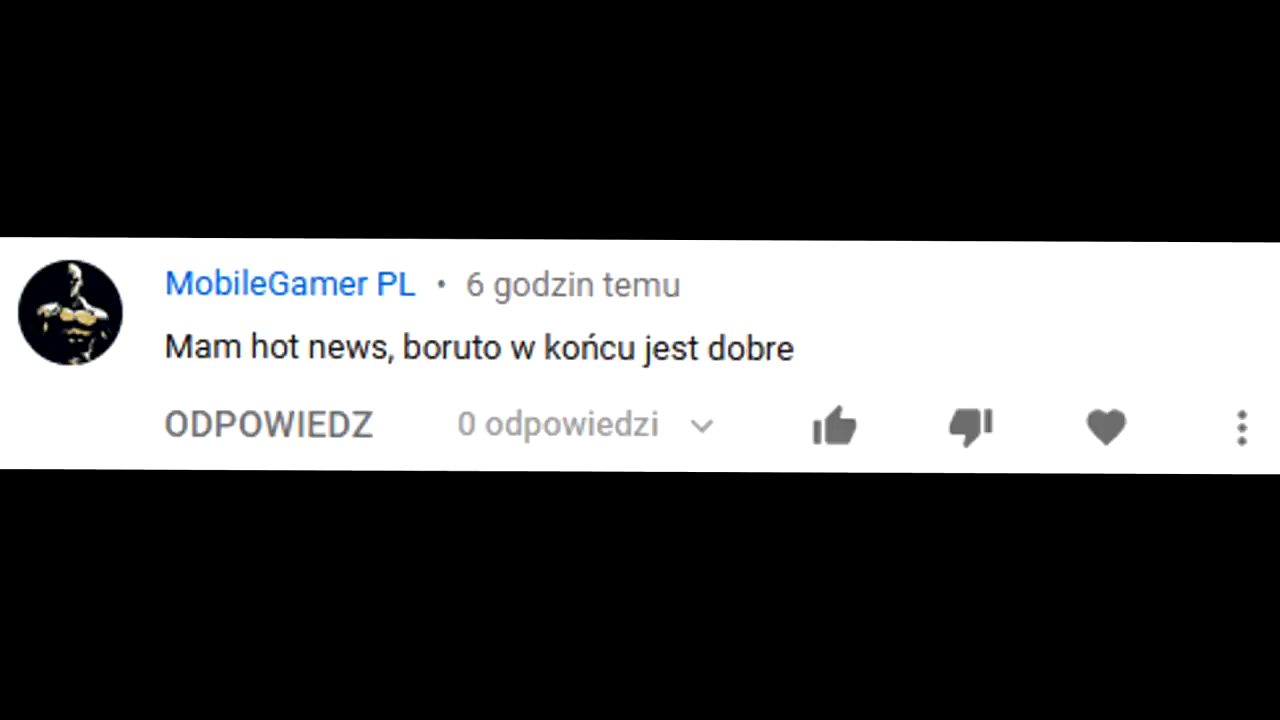 MobileGamer PL • 6 godzin temu
Mam hot news, boruto w końcu jest dobre
ODPOWIEDZ 0 odpowiedzi